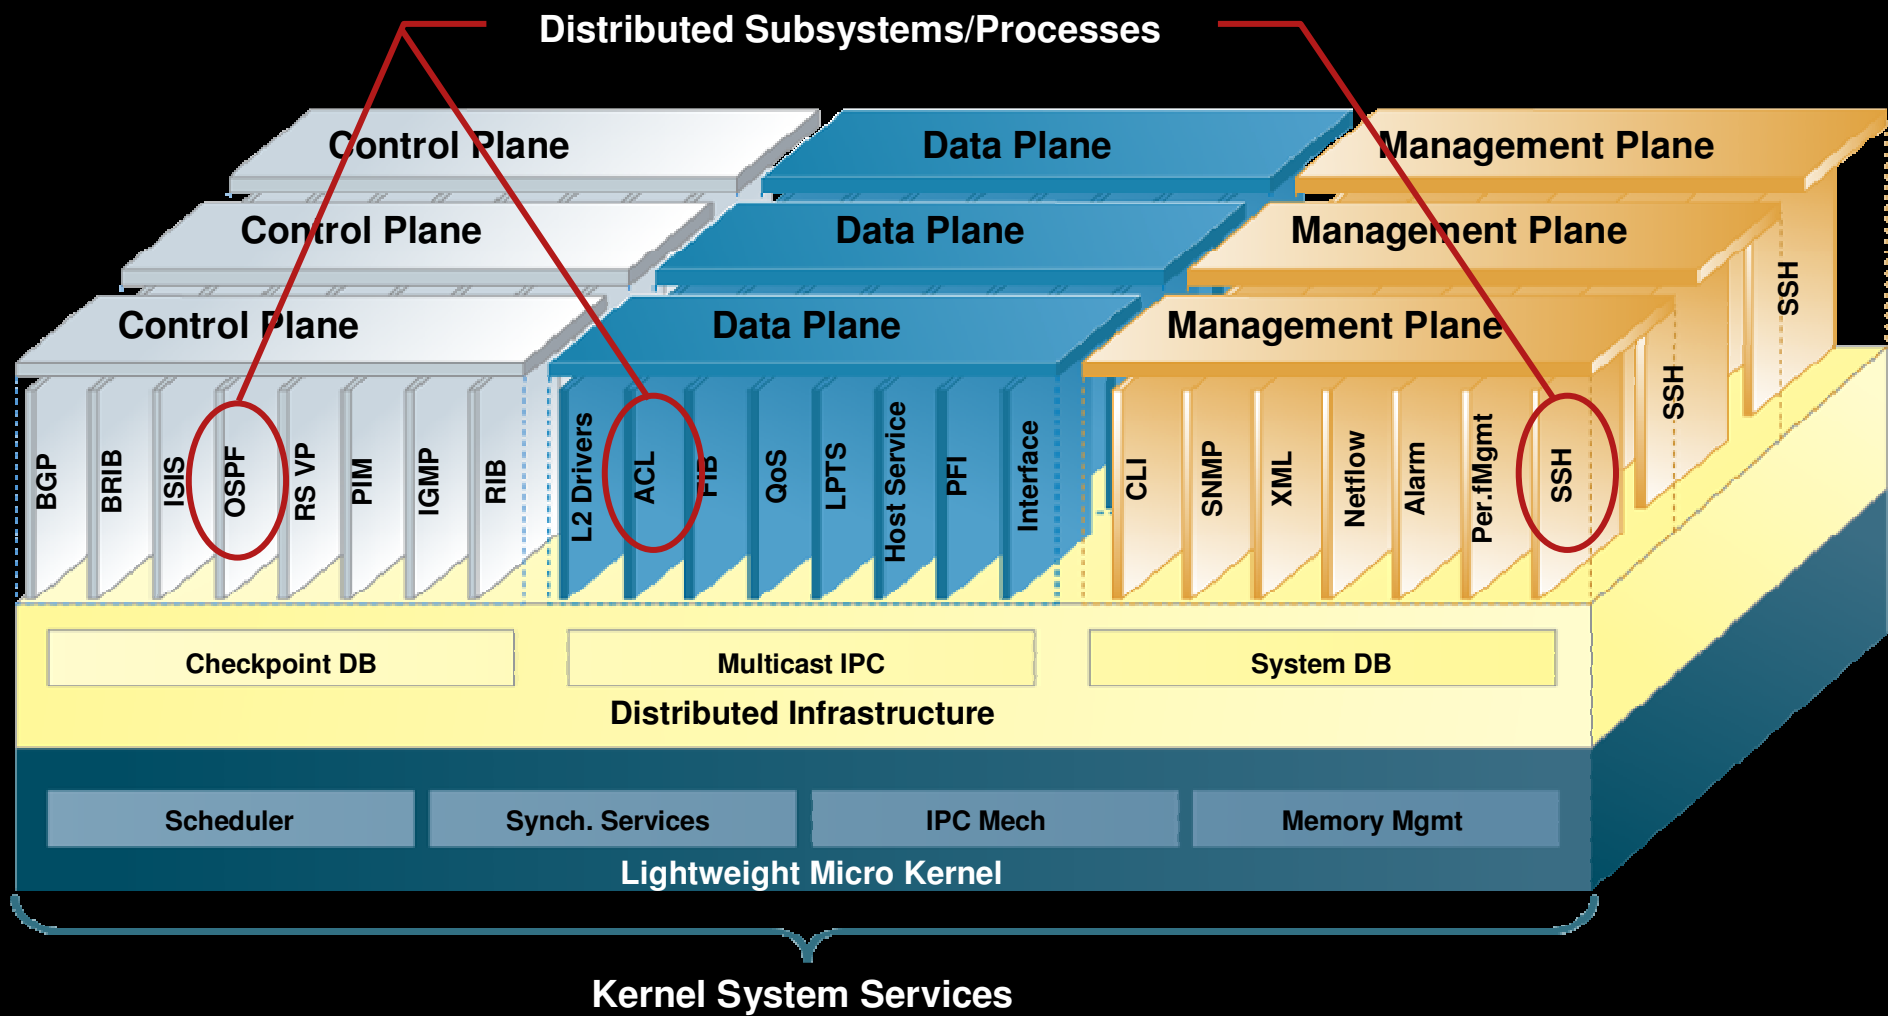 Distributed Subsystems/Processes
Control Plane
Data Plane
Management Plane
Control Plane
Data Plane
Management Plane
SSH
Control Plane
Data Plane
Management Plane
SSH
BGP
BRIB
ISIS
OSPF
RS VP
PIM
IGMP
RIB
L2 Drivers
ACL
FIB
QoS
LPTS
Host Service
PFI
Interface
CLI
SNMP
XML
Netflow
Alarm
Per.fMgmt
SSH
Checkpoint DB
Multicast IPC
System DB
Distributed Infrastructure
Scheduler
Synch. Services
IPC Mech
Memory Mgmt
Lightweight Micro Kernel
Kernel System Services